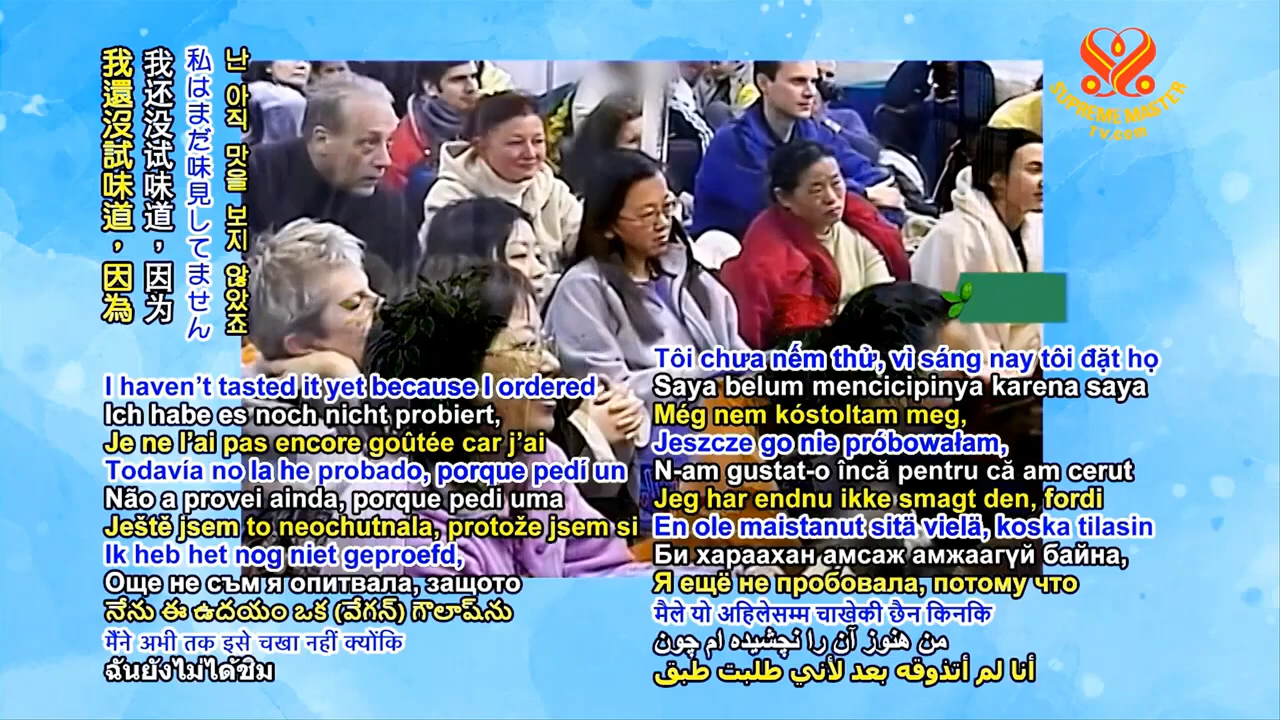 我還沒試味道，因為
我还没试味道，因为
私はまだ味見してません
난 아직 맛을 보지 않았죠
SUPREME MASTER
TV.com
I haven't tasted it yet because I ordered
Ich habe es noch nicht probiert,
Je ne l'ai pas encore goûtée car j'ai
Todavía no la he probado, porque pedí un
Não a provei ainda, porque pedi uma
Ještě jsem to neochutnala, protože jsem si
Ik heb het nog niet geproefd,
Още не съм я опитвала, защото
నేను ఈ ఉదయం ఒక (వేగన్) గౌలాష్‌ను
मैंने अभी तक इसे चखा नहीं क्योंकि
ฉันยังไม่ได้ชิม
Tôi chưa nếm thử, vì sáng nay tôi đặt họ
Saya belum mencicipinya karena saya
Még nem kóstoltam meg,
Jeszcze go nie próbowałam,
N-am gustat-o încă pentru că am cerut
Jeg har endnu ikke smagt den, fordi
En ole maistanut sitä vielä, koska tilasin
Би хараахан амсаж амжаагүй байна,
Я ещё не пробовала, потому что
मैले यो अहिलेसम्म चाखेकी छैन किनकि
من هنوز آن را نچشیده ام چون
أنا لم أتذوقه بعد لأني طلبت طبق